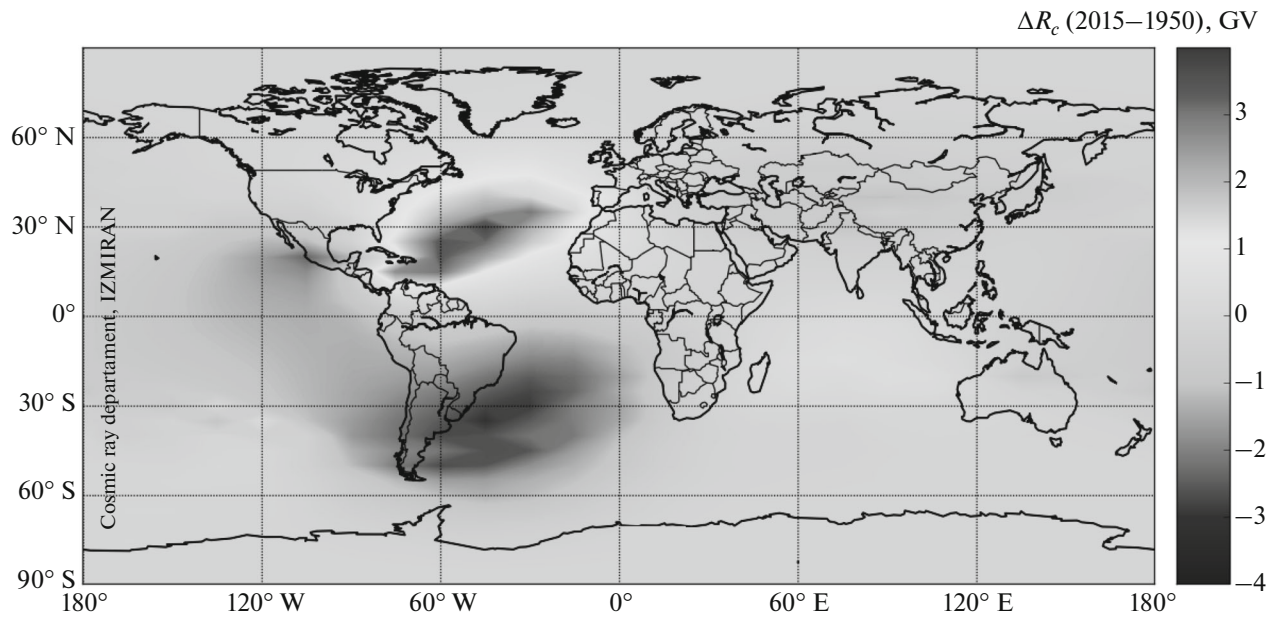 ΔRc (2015−1950), GV
60° N
30° N
0°
30° S
60° S
90° S
180°
120° W
60° W
0°
60° E
120° E
180°
3
2
1
0
−1
−2
−3
−4
Cosmic ray departament, IZMIRAN